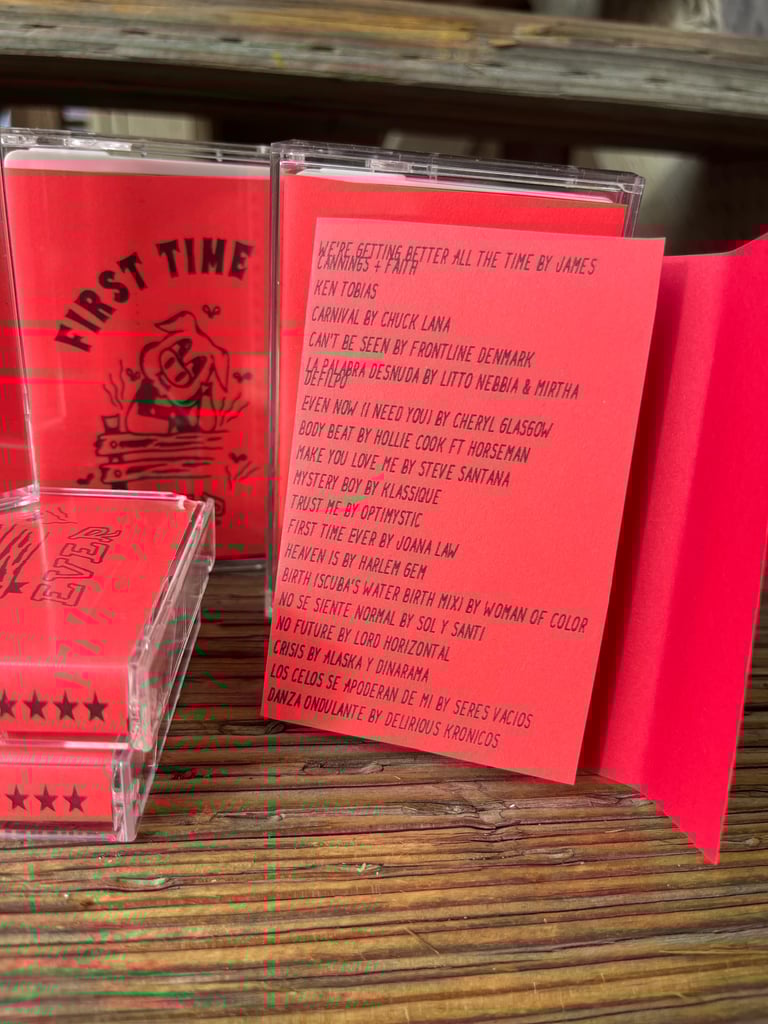 FIRST TIME
EVER
WE'RE GETTING BETTER ALL THE TIME BY JAMES
CANNINGS + FAITH
KEN TOBIAS
CARNIVAL BY CHUCK LANA
CAN'T BE SEEN BY FRONTLINE DENMARK
LA PALABRA DESNUDA BY LITTO NEBBIA & MIRTHA
DEFILPO
EVEN NOW (I NEED YOU) BY CHERYL GLASGOW
BODY BEAT BY HOLLIE COOK FT HORSEMAN
MAKE YOU LOVE ME BY STEVE SANTANA
MYSTERY BOY BY KLASSIQUE
TRUST ME BY OPTIMYSTIC
FIRST TIME EVER BY JOANA LAW
HEAVEN IS BY HARLEM GEM
BIRTH (SCUBA'S WATER BIRTH MIX) BY WOMAN OF COLOR
NO SE SIENTE NORMAL BY SOL Y SANTI
NO FUTURE BY LORD HORIZONTAL
CRISIS BY ALASKA Y DINARAMA
LOS CELOS SE APODERAN DE MI BY SERES VACIOS
DANZA ONDULANTE BY DELIRIOUS KRONICOS